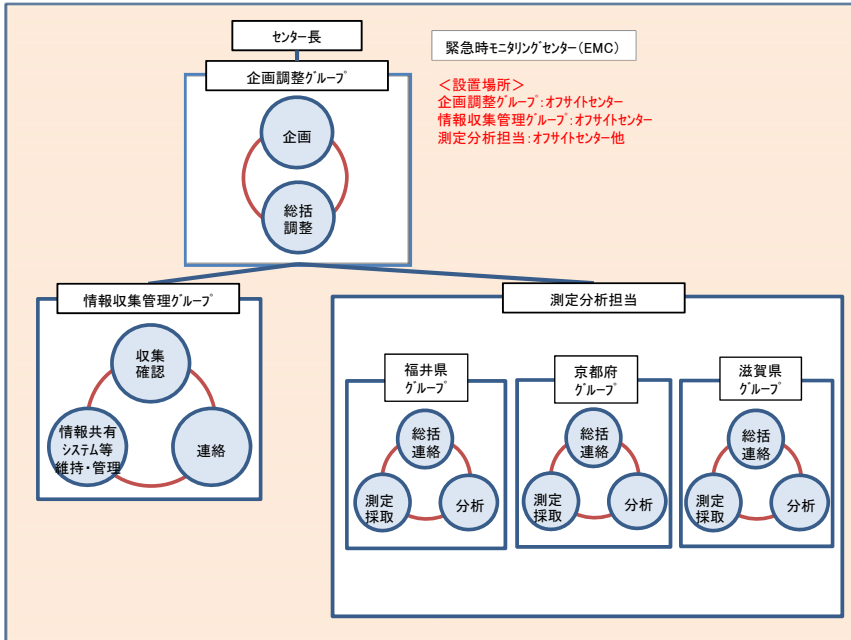 ｾﾝﾀｰ長
緊急時ﾓﾆﾀﾘﾝｸﾞｾﾝﾀｰ(EMC)
企画調整ｸﾞﾙｰﾌﾟ
＜設置場所＞
企画調整ｸﾞﾙｰﾌﾟ：ｵﾌｻｲﾄｾﾝﾀｰ
情報収集管理ｸﾞﾙｰﾌﾟ：ｵﾌｻｲﾄｾﾝﾀｰ
測定分析担当：ｵﾌｻｲﾄｾﾝﾀｰ他
企画
総括
調整
情報収集管理ｸﾞﾙｰﾌﾟ
収集
確認
情報共有
システム等
維持・管理
連絡
測定分析担当
福井県
ｸﾞﾙｰﾌﾟ
総括
連絡
測定
採取
分析
京都府
ｸﾞﾙｰﾌﾟ
総括
連絡
測定
採取
分析
滋賀県
ｸﾞﾙｰﾌﾟ
総括
連絡
測定
採取
分析